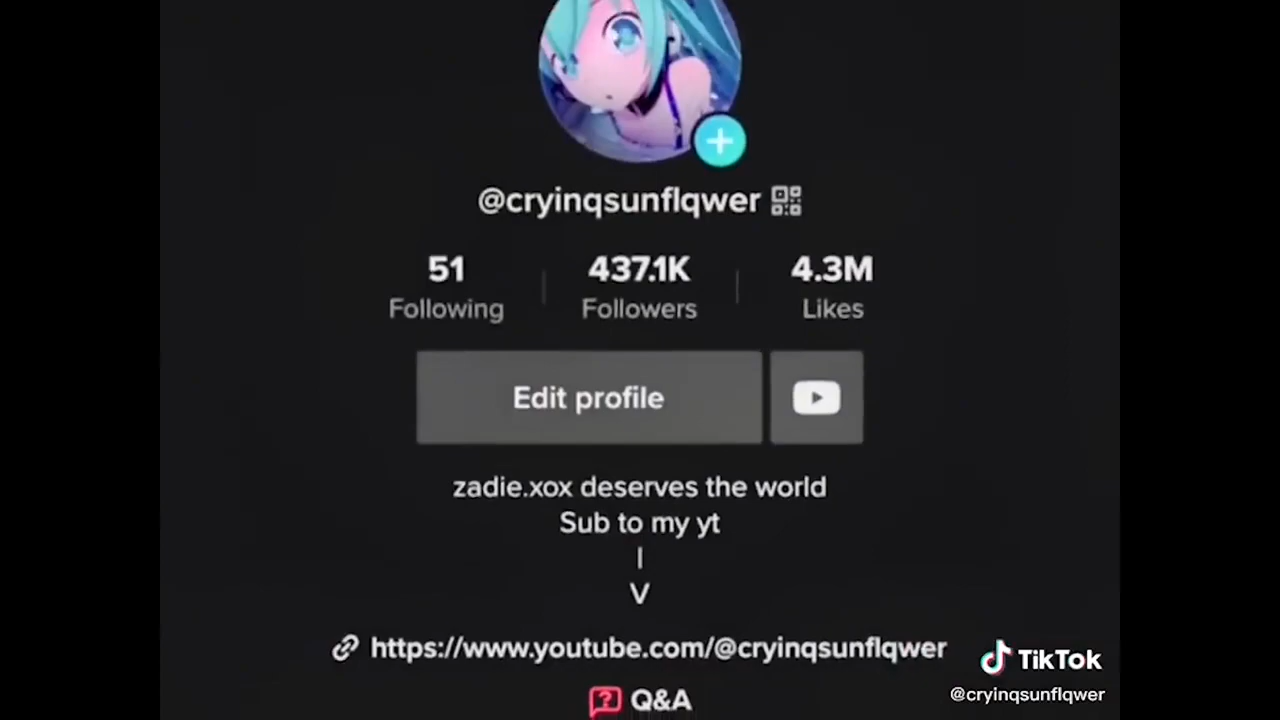 @cryinqsunflqwer
51 437.1K 4.3M
Following Followers Likes
Edit profile
zadie.xox deserves the world
Sub to my yt
|
V
https://www.youtube.com/@cryinqsunflqwer
Q&A
TikTok
@cryinqsunflqwer